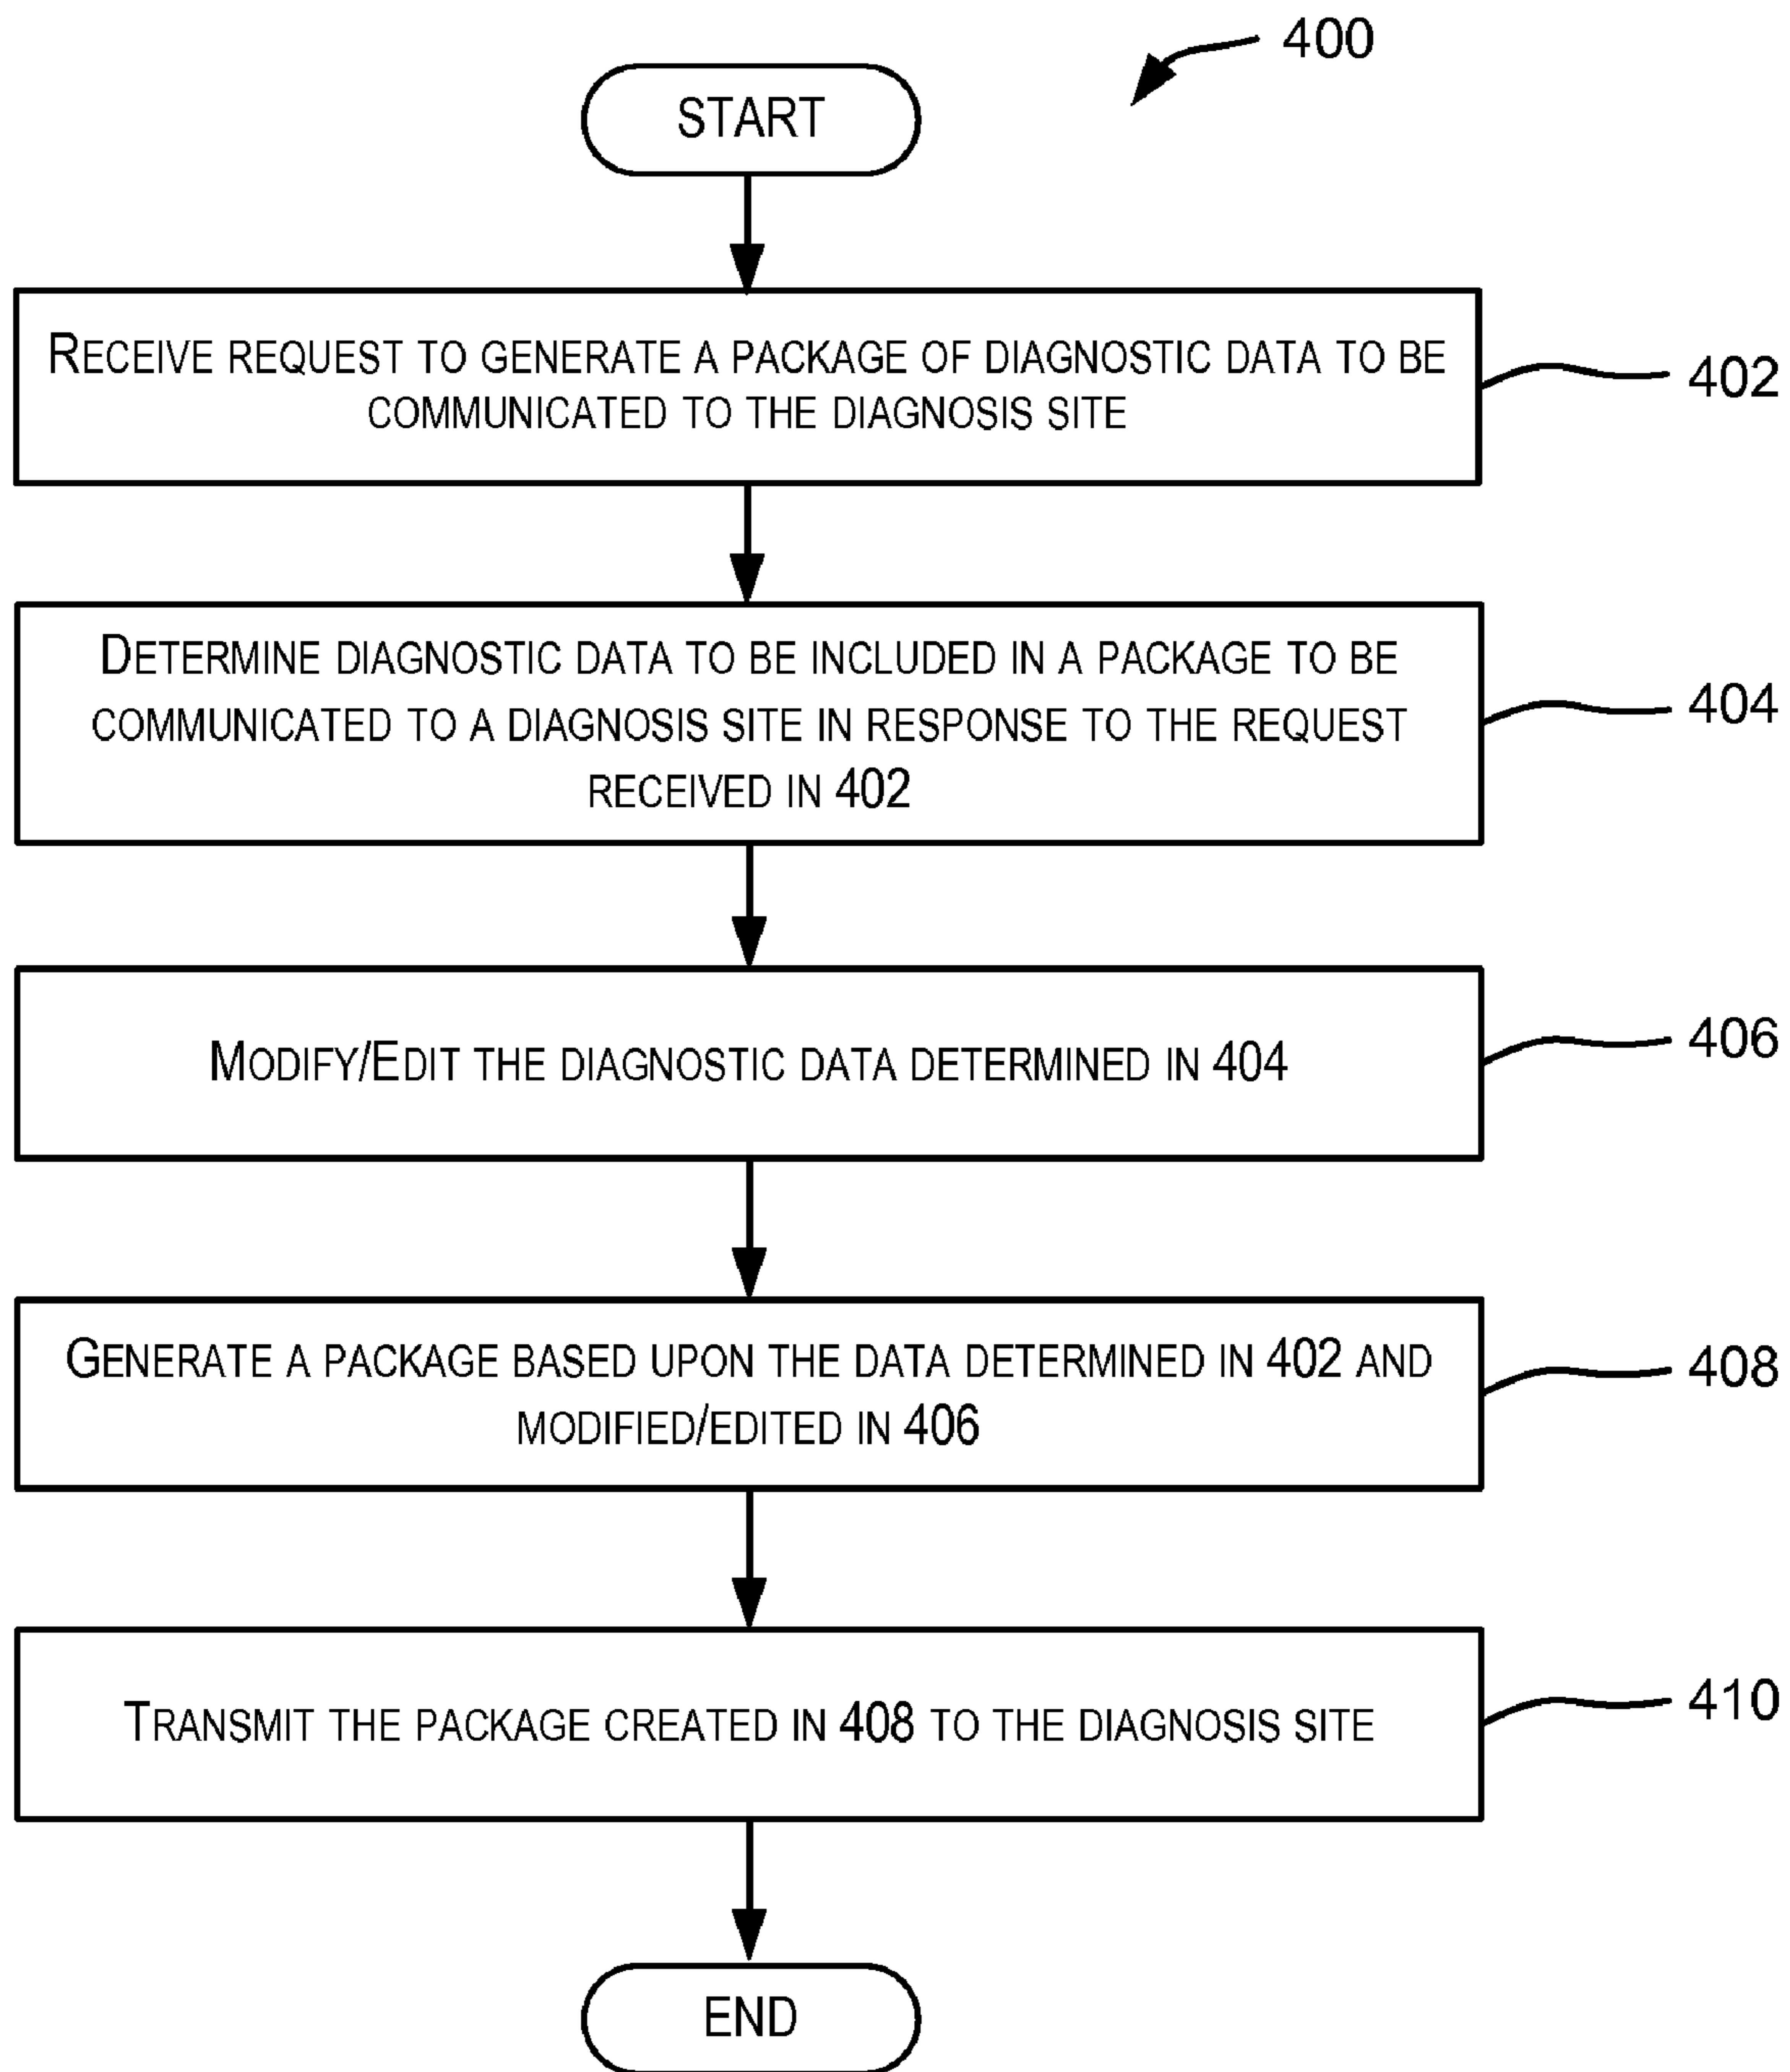 400
START
RECEIVE REQUEST TO GENERATE A PACKAGE OF DIAGNOSTIC DATA TO BE
COMMUNICATED TO THE DIAGNOSIS SITE
402
DETERMINE DIAGNOSTIC DATA TO BE INCLUDED IN A PACKAGE TO BE
COMMUNICATED TO A DIAGNOSIS SITE IN RESPONSE TO THE REQUEST
RECEIVED IN 402
404
MODIFY/EDIT THE DIAGNOSTIC DATA DETERMINED IN 404
406
GENERATE A PACKAGE BASED UPON THE DATA DETERMINED IN 402 AND
MODIFIED/EDITED IN 406
408
TRANSMIT THE PACKAGE CREATED IN 408 TO THE DIAGNOSIS SITE
410
END